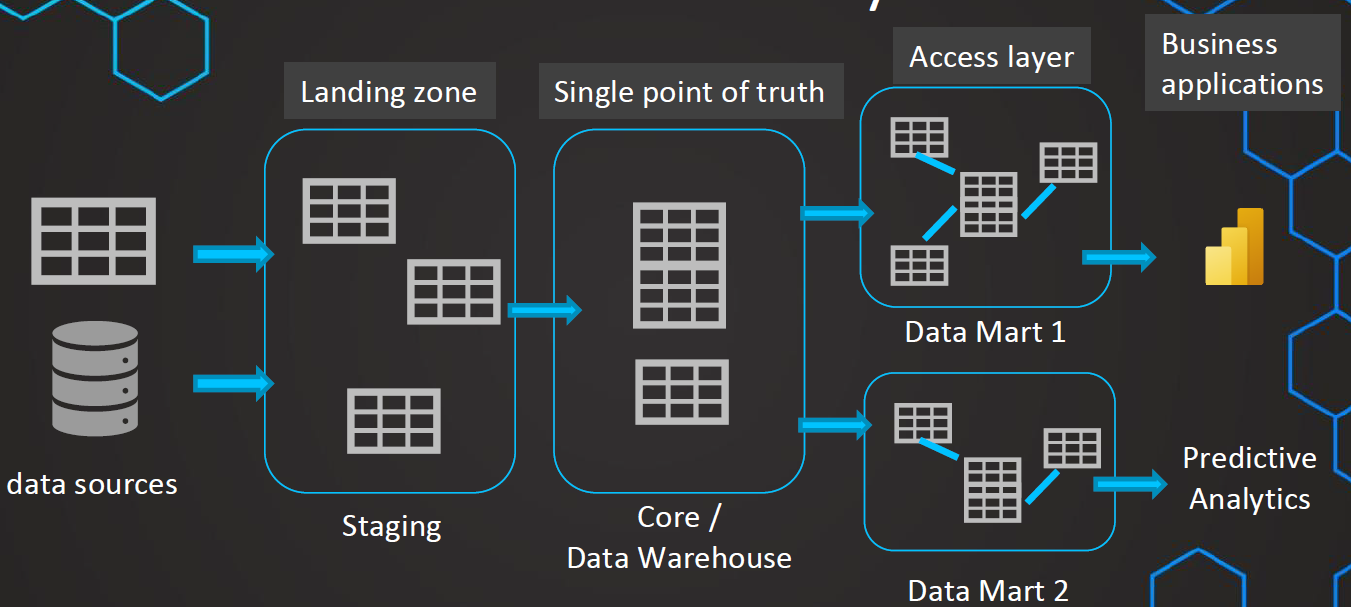 Landing zone
Single point of truth
Access layer
Business
applications
data sources
Staging
Core /
Data Warehouse
Data Mart 1
Data Mart 2
Predictive
Analytics